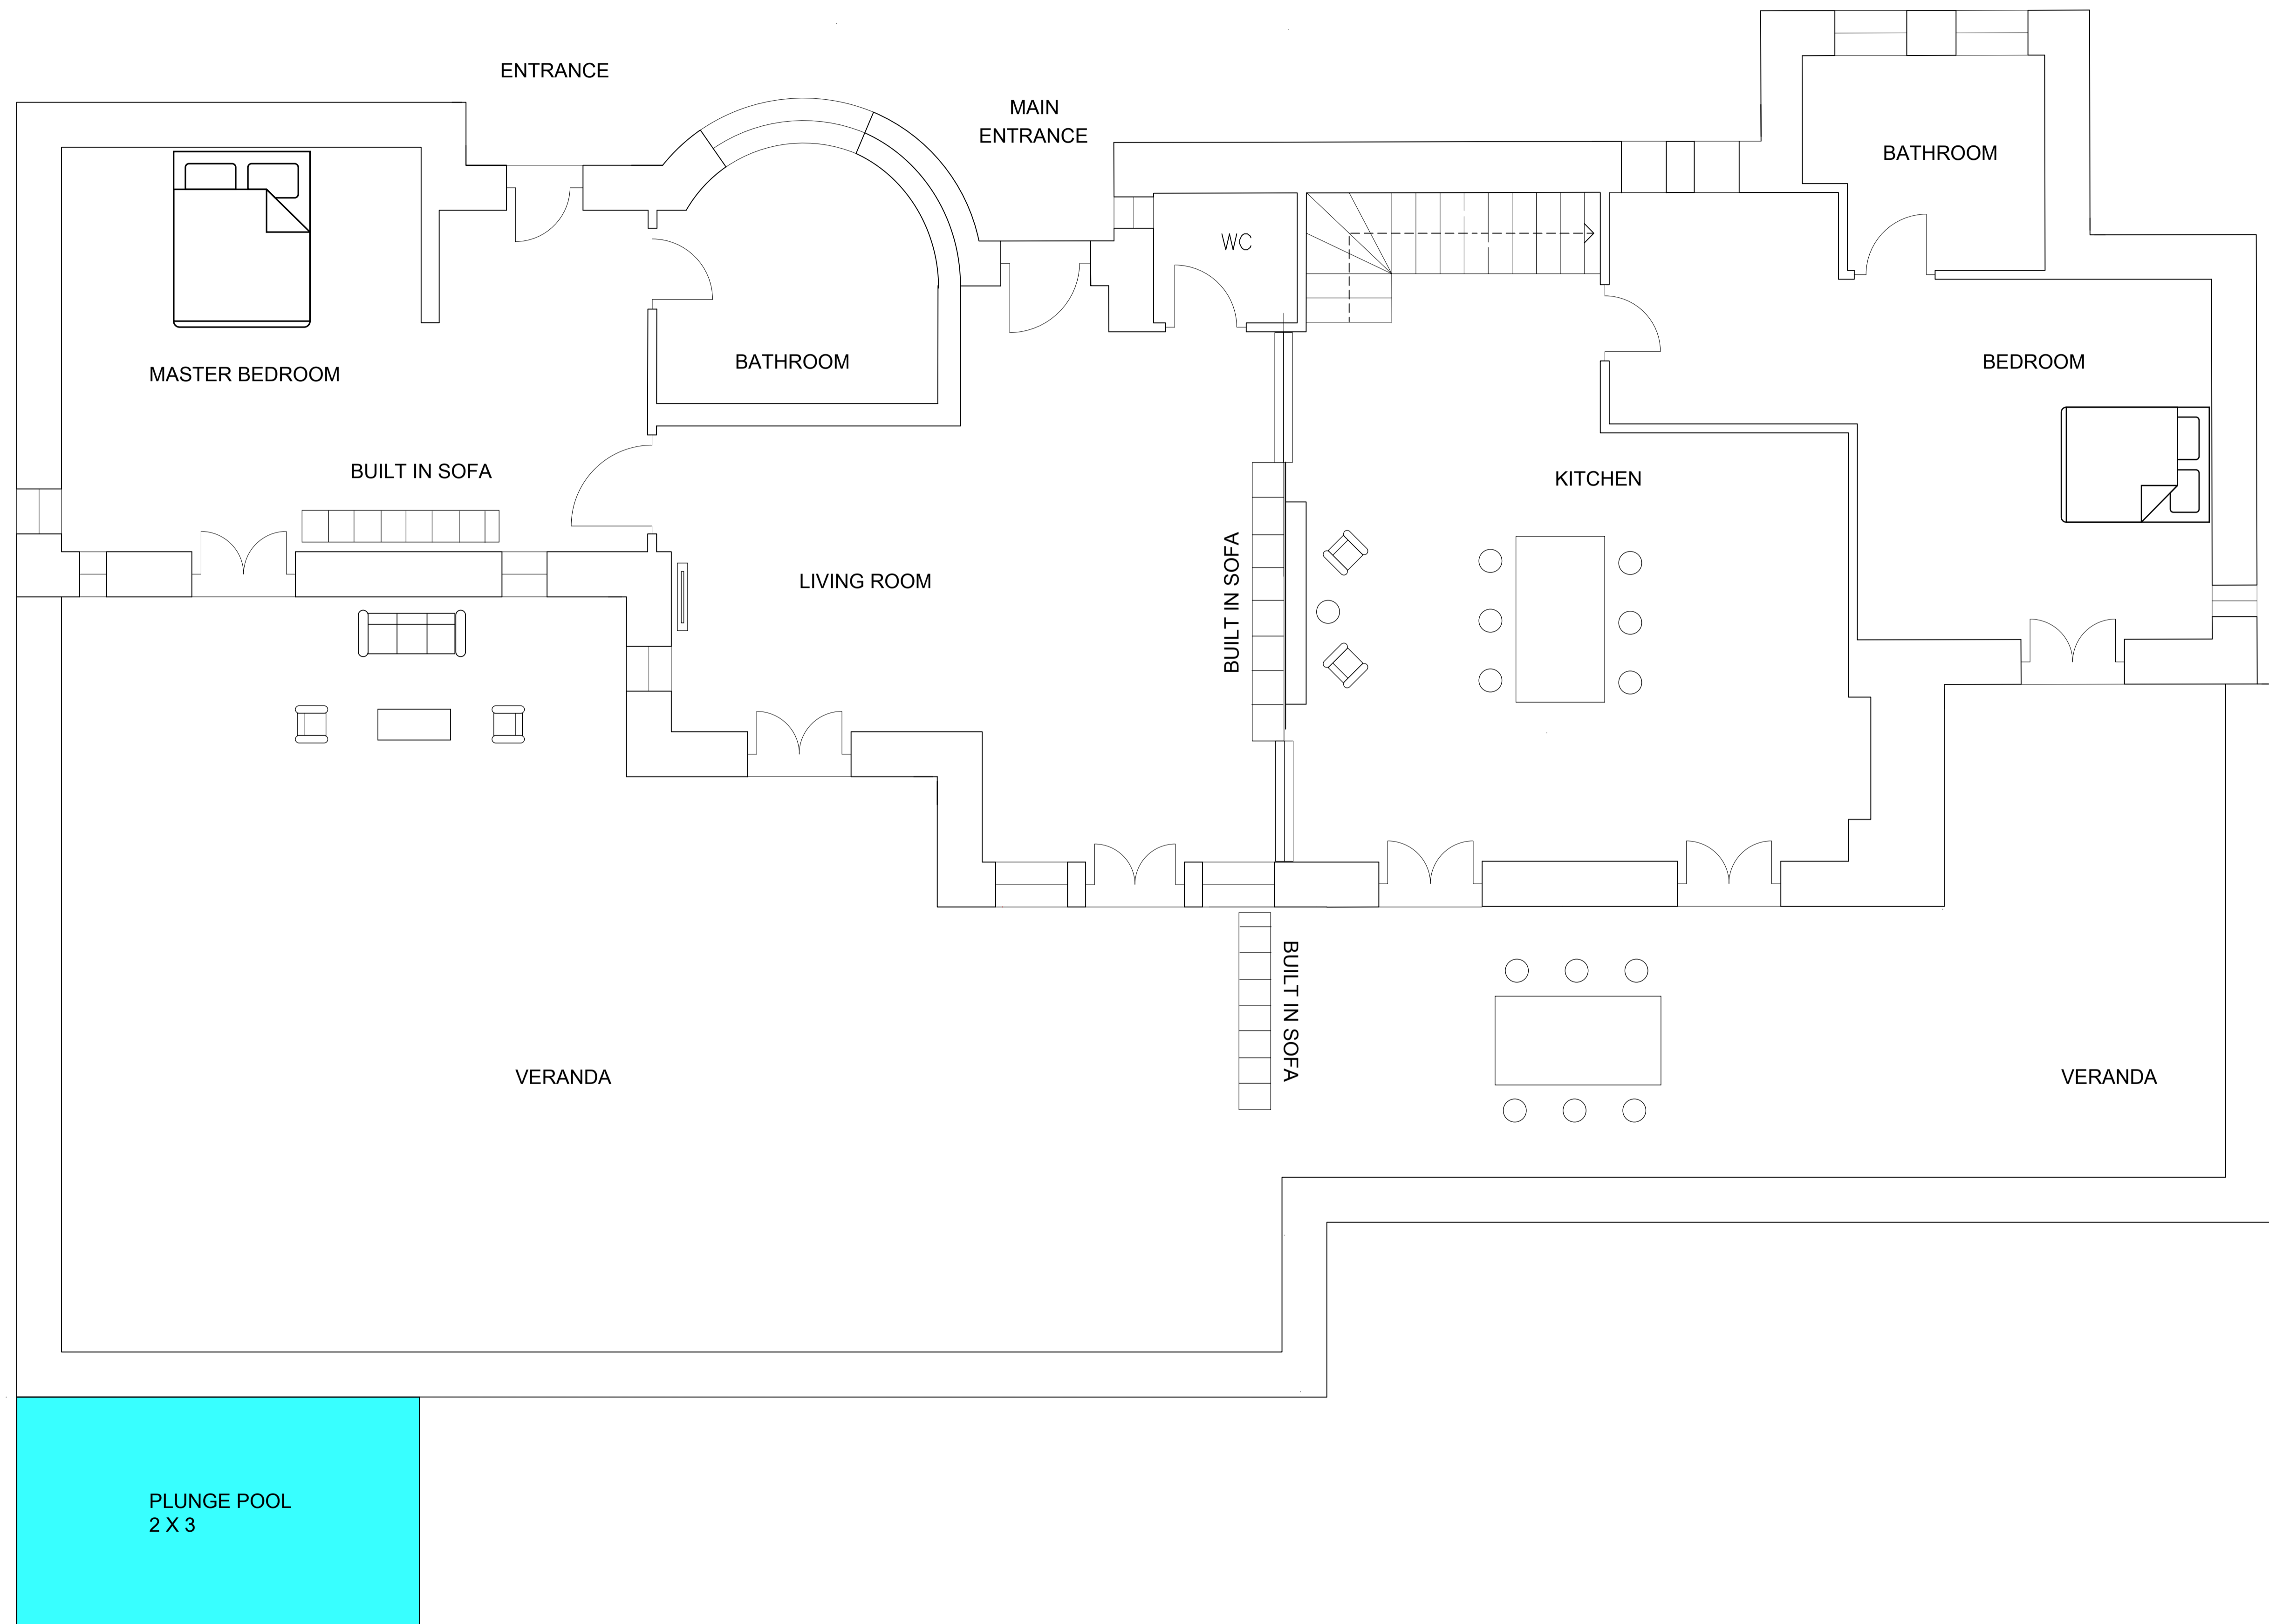 ENTRANCE
MAIN
ENTRANCE
BATHROOM
WC
BATHROOM
BEDROOM
MASTER BEDROOM
BUILT IN SOFA
KITCHEN
LIVING ROOM
BUILT IN SOFA
BUILT IN SOFA
VERANDA
VERANDA
PLUNGE POOL
2 X 3